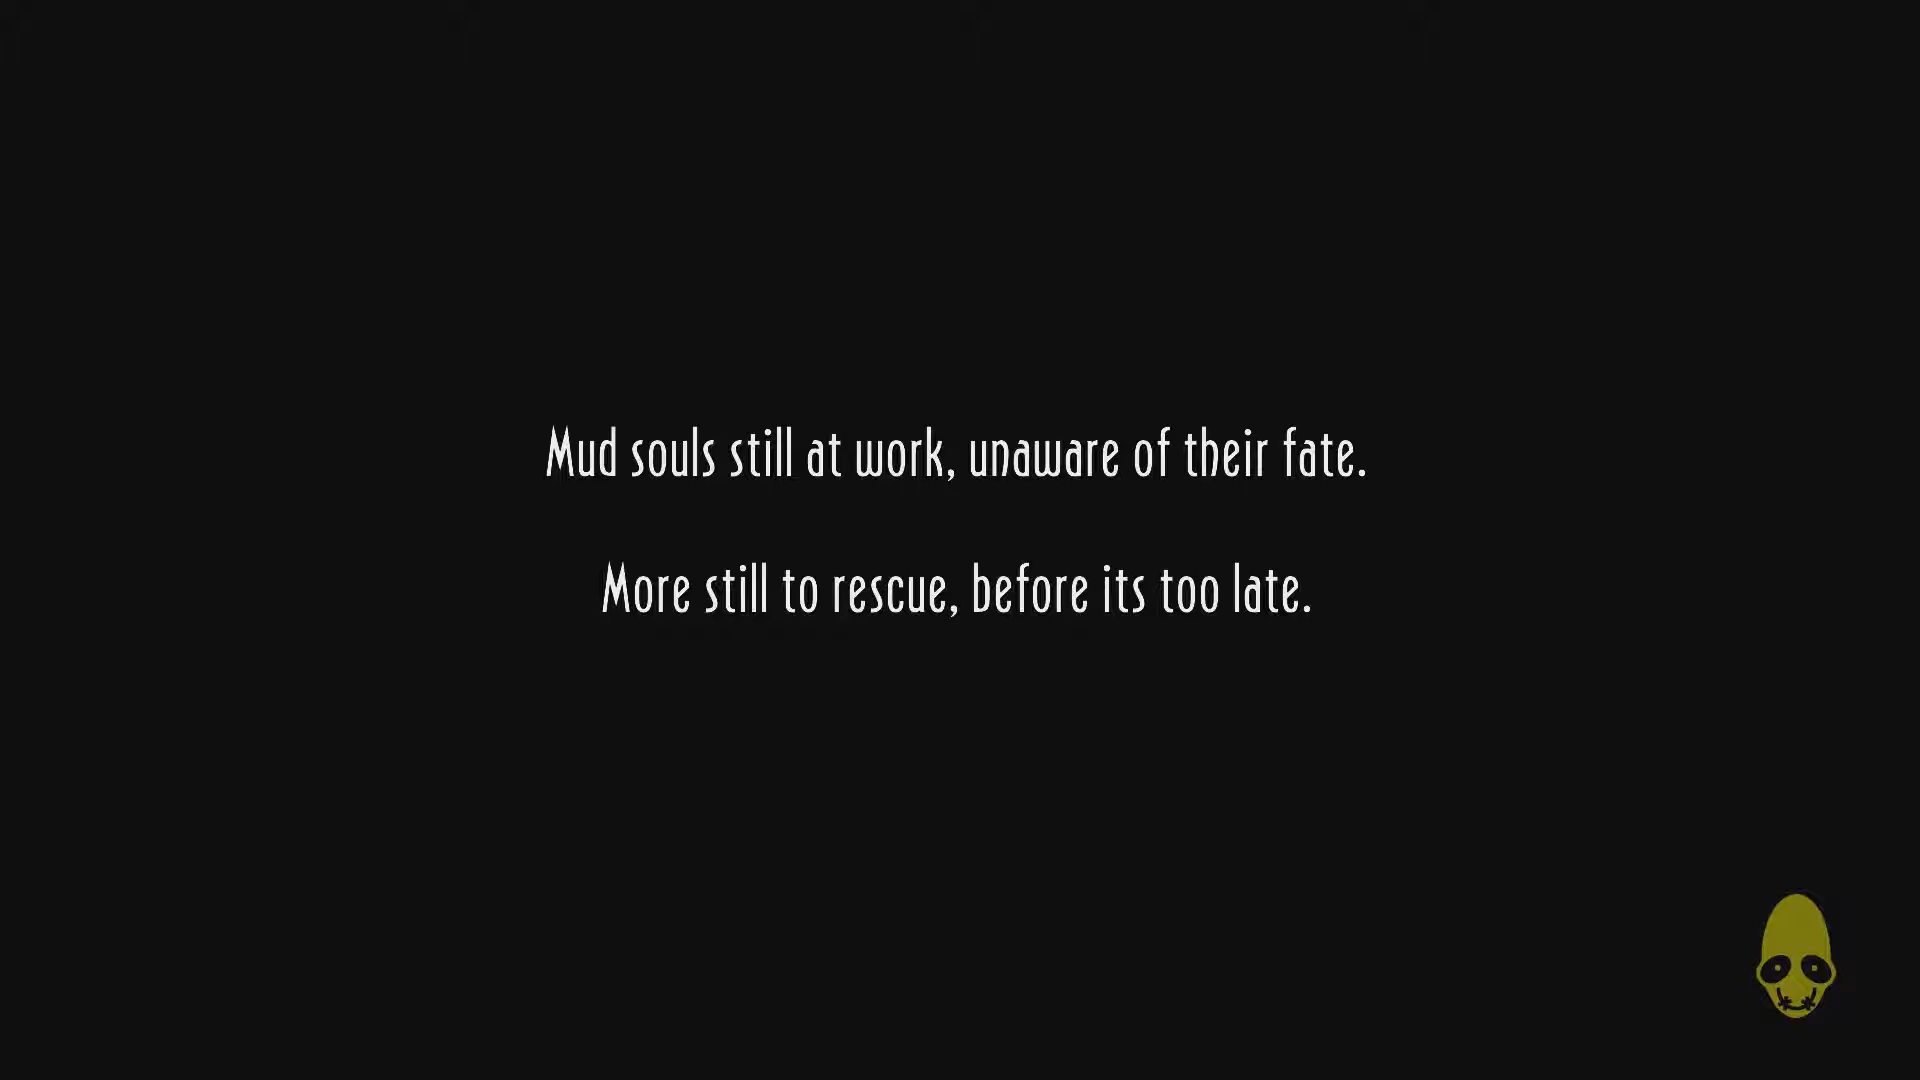 Mud souls still at work, unaware of their fate.
More still to rescue, before its too late.